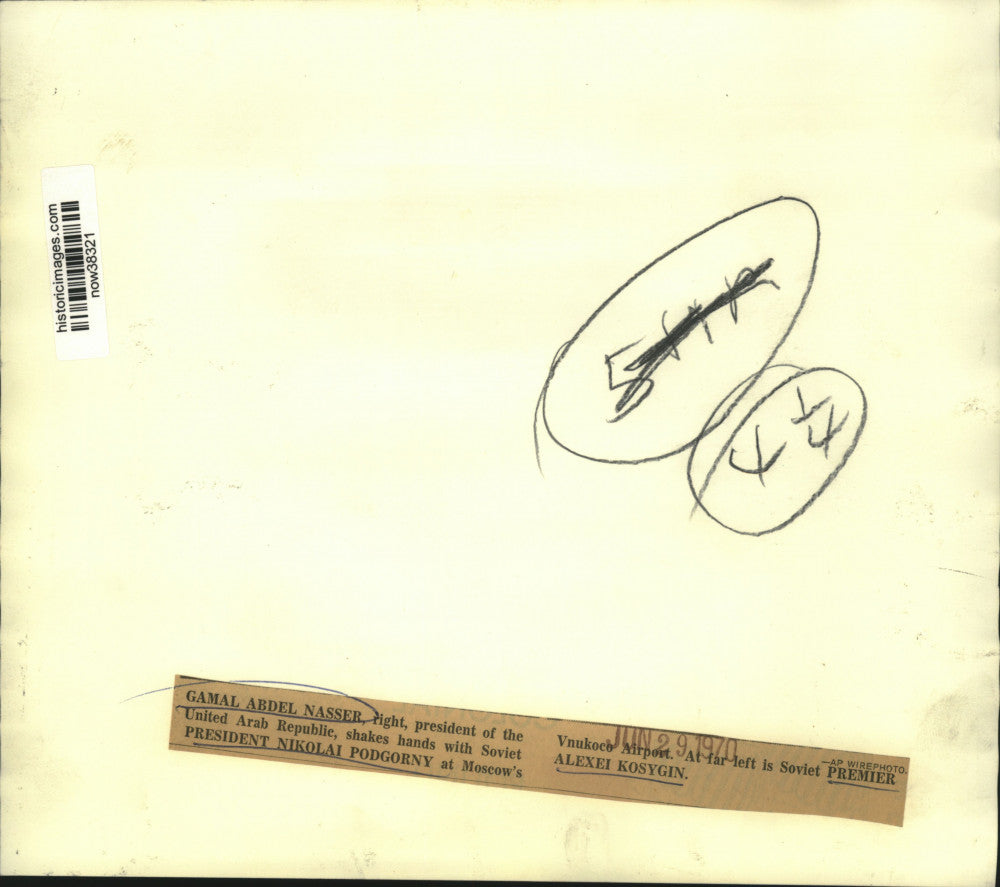 historicimages.com
now38321
GAMAL ABDEL NASSER, right, president of the
United Arab Republic, shakes hands with Soviet
PRESIDENT NIKOLAI PODGORNY at Moscow's
JUN 29 1970
Vnukoco Airport. At far left is Soviet PREMIER
ALEXEI KOSYGIN.
—AP WIREPHOTO.